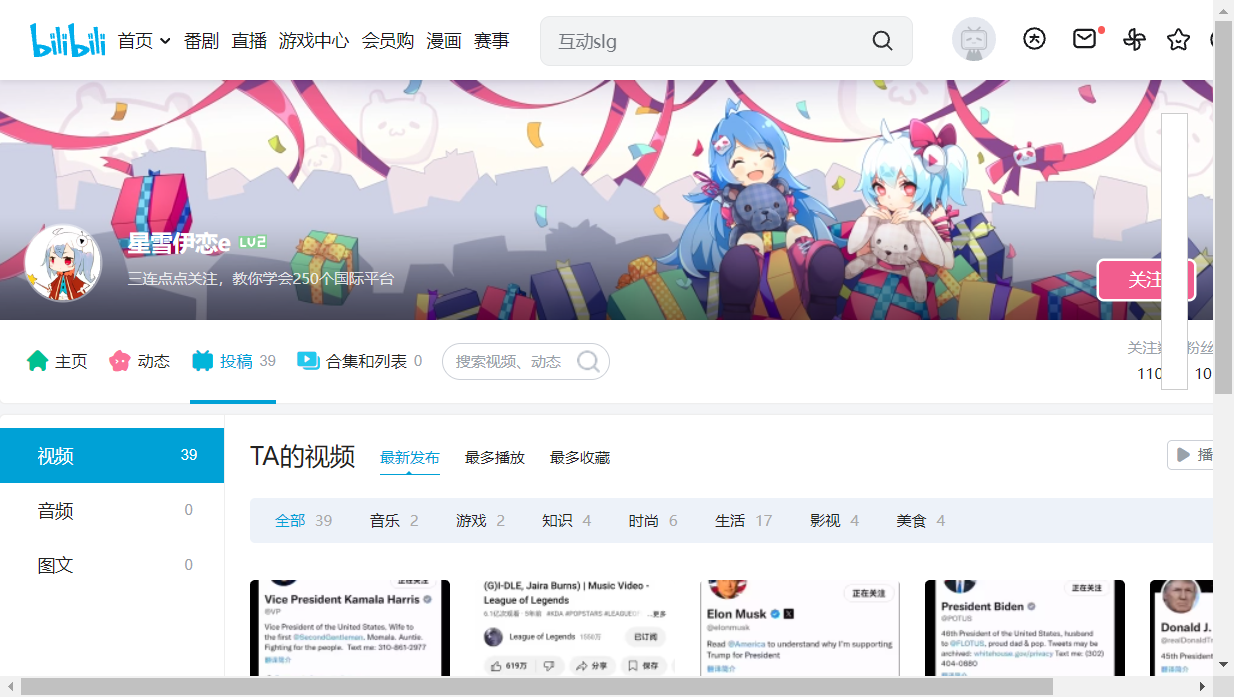 bilibili 首页 番剧 直播 游戏中心 会员购 漫画 赛事 互动slg
星雪伊恋e LV2
三连点点关注，教你学会250个国际平台
关注
主页 动态 投稿 39 合集和列表 0 搜索视频、动态
关注数 粉丝
110 10
视频 39
音频 0
图文 0
TA的视频 最新发布 最多播放 最多收藏 播
全部 39 音乐 2 游戏 2 知识 4 时尚 6 生活 17 影视 4 美食 4
正在关注
Vice President Kamala Harris
@VP
Vice President of the United States. Wife to
the first @SecondGentleman. Momala. Auntie.
Fighting for the people. Text me: 310-861-2977
翻译简介
(G)I-DLE, Jaira Burns) | Music Video -
League of Legends
6.1亿次观看 · 5年前 #KDA #POPSTARS #LEAGUEOF ...更多
League of Legends 1556万 已订阅
619万 分享 保存
正在关注
Elon Musk X
@elonmusk
Read @America to understand why I'm supporting
Trump for President
翻译简介
正在关注
President Biden
@POTUS
46th President of the United States, husband
to @FLOTUS, proud dad & pop. Tweets may be
archived: whitehouse.gov/privacy Text me: (302)
404-0880
翻译简介
Donald J.
@realDonaldTr
45th Presiden
翻译简介